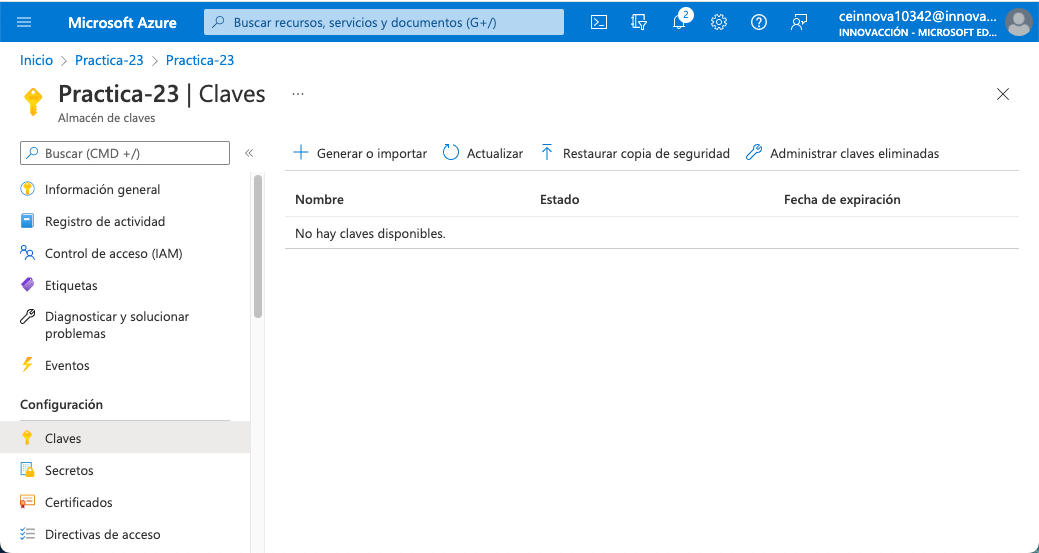 Microsoft Azure
Buscar recursos, servicios y documentos (G+/)
2
ceinnova10342@innova...
INNOVACCIÓN - MICROSOFT ED...
Inicio > Practica-23 > Practica-23
Practica-23 | Claves ...
Almacén de claves
Buscar (CMD +/)
«
Generar o importar
Actualizar
Restaurar copia de seguridad
Administrar claves eliminadas
Información general
Registro de actividad
Control de acceso (IAM)
Etiquetas
Diagnosticar y solucionar
problemas
Eventos
Configuración
Claves
Secretos
Certificados
Directivas de acceso
Nombre Estado Fecha de expiración
No hay claves disponibles.